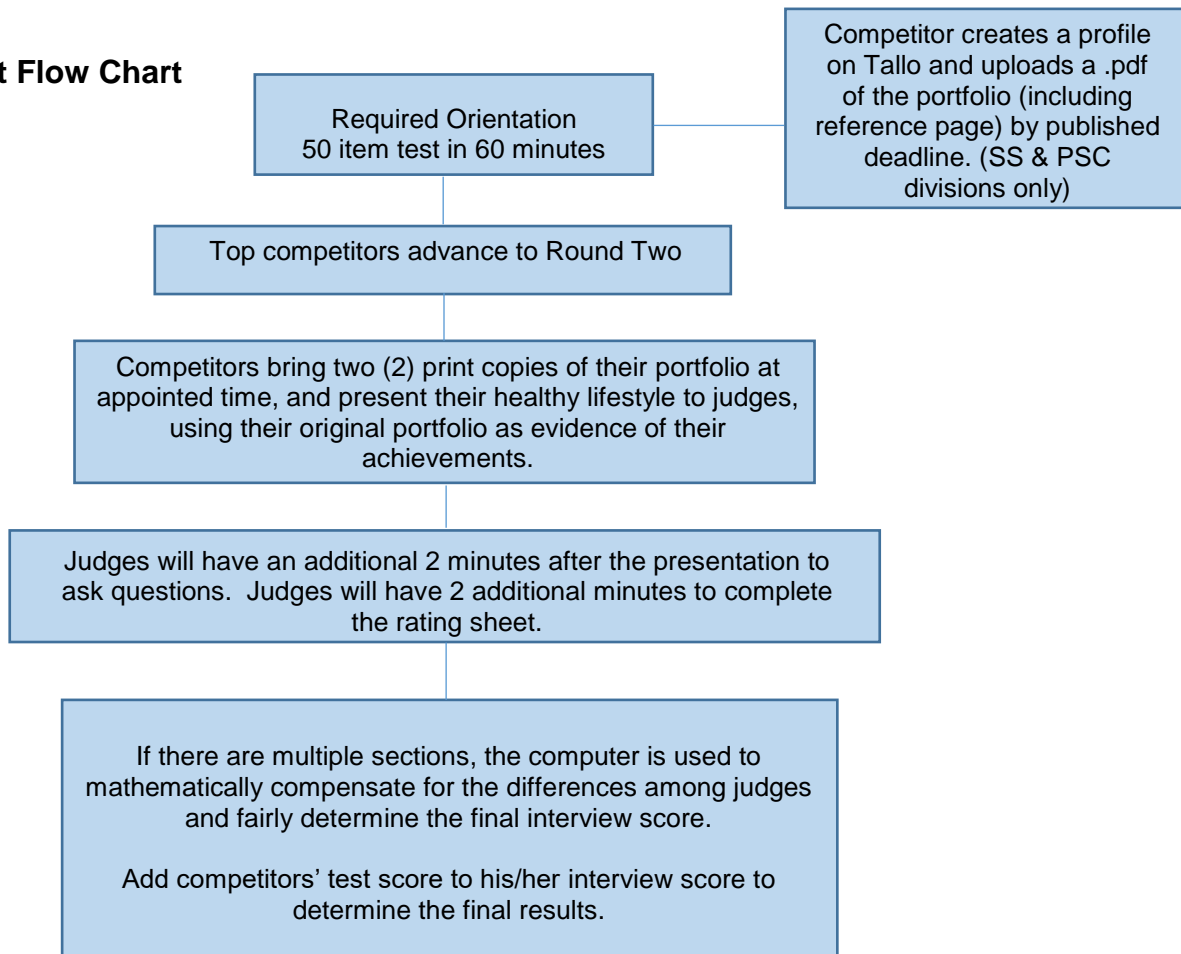 t Flow Chart
Competitor creates a profile
on Tallo and uploads a .pdf
of the portfolio (including
reference page) by published
deadline. (SS & PSC
divisions only)
Required Orientation
50 item test in 60 minutes
Top competitors advance to Round Two
Competitors bring two (2) print copies of their portfolio at
appointed time, and present their healthy lifestyle to judges,
using their original portfolio as evidence of their
achievements.
Judges will have an additional 2 minutes after the presentation to
ask questions.  Judges will have 2 additional minutes to complete
the rating sheet.
If there are multiple sections, the computer is used to
mathematically compensate for the differences among judges
and fairly determine the final interview score.
Add competitors’ test score to his/her interview score to
determine the final results.